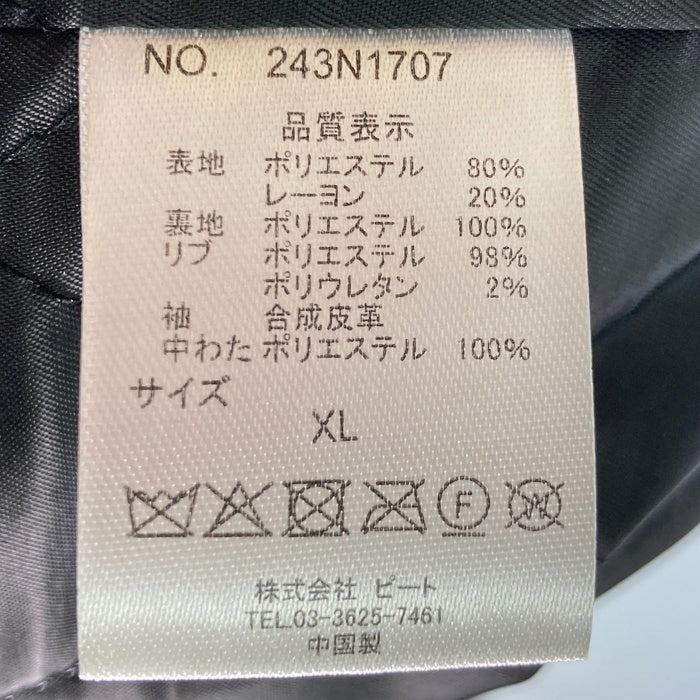 NO. 243N1707
品質表示
表地 ポリエステル 80%
レーヨン 20%
裏地 ポリエステル 100%
リブ ポリエステル 98%
ポリウレタン 2%
袖 合成皮革
中わた ポリエステル 100%
サイズ
XL
F W
株式会社 ピート
TEL.03-3625-7461
中国製